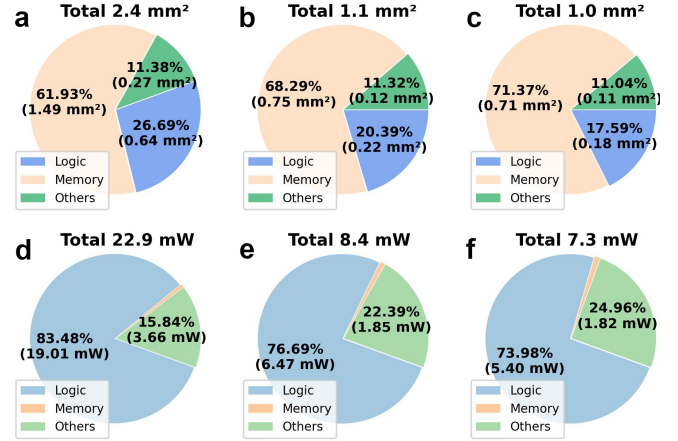 a
Total 2.4 mm²
11.38%
(0.27 mm²)
61.93%
(1.49 mm²)
26.69%
(0.64 mm²)
Logic
Memory
Others
b
Total 1.1 mm²
68.29%
(0.75 mm²)
11.32%
(0.12 mm²)
20.39%
(0.22 mm²)
Logic
Memory
Others
c
Total 1.0 mm²
71.37%
(0.71 mm²)
11.04%
(0.11 mm²)
17.59%
(0.18 mm²)
Logic
Memory
Others
d
Total 22.9 mW
15.84%
(3.66 mW)
83.48%
(19.01 mW)
Logic
Memory
Others
e
Total 8.4 mW
22.39%
(1.85 mW)
76.69%
(6.47 mW)
Logic
Memory
Others
f
Total 7.3 mW
24.96%
(1.82 mW)
73.98%
(5.40 mW)
Logic
Memory
Others